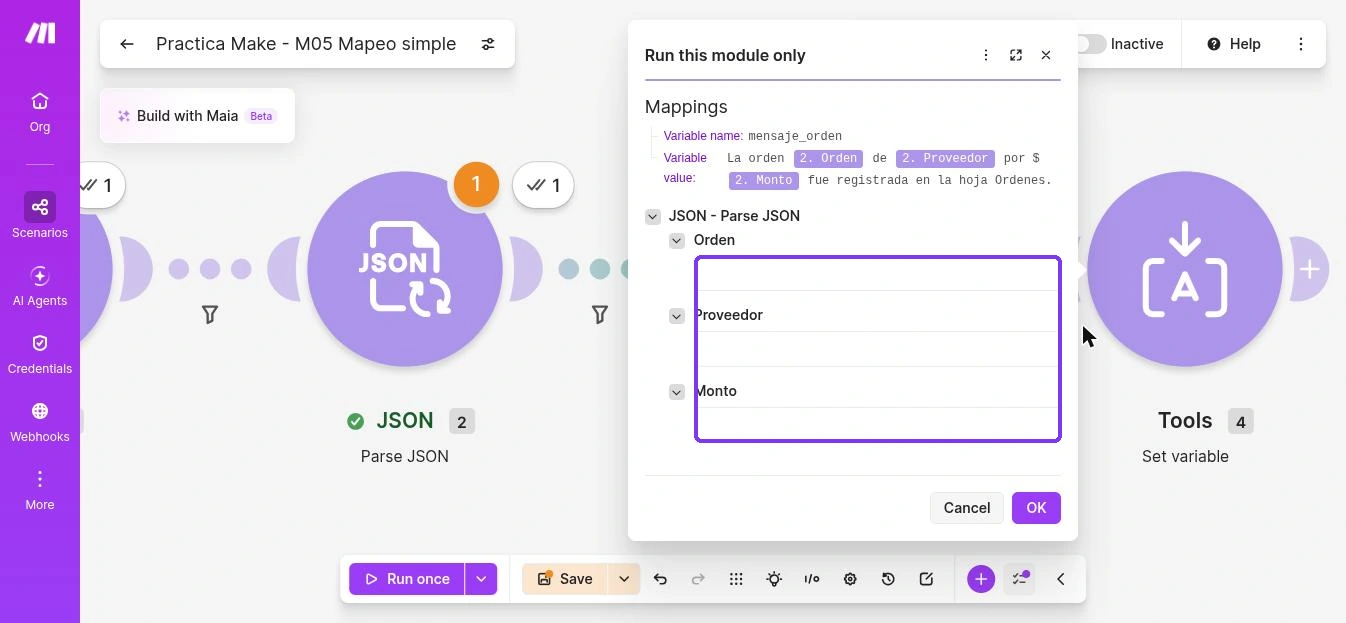 Practica Make - M05 Mapeo simple
Inactive
Help
Build with Maia Beta
Org
Scenarios
AI Agents
Credentials
Webhooks
More
1
JSON
1
1
JSON 2
Parse JSON
Run this module only
Mappings
Variable name: mensaje_orden
Variable value: La orden 2. Orden de 2. Proveedor por $
2. Monto fue registrada en la hoja Ordenes.
JSON - Parse JSON
Orden
Proveedor
Monto
Cancel
OK
A
Tools 4
Set variable
Run once
Save